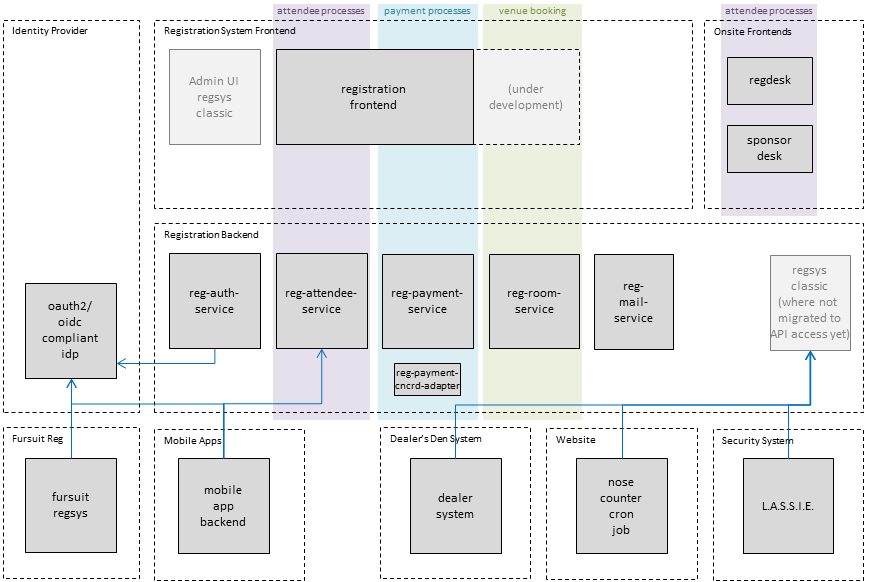 attendee processes
payment processes
venue booking
attendee processes
Identity Provider
Registration System Frontend
Onsite Frontends
Admin UI
regsys
classic
registration
frontend
(under
development)
regdesk
sponsor
desk
Registration Backend
oauth2/
oidc
compliant
idp
reg-auth-
service
reg-attendee-
service
reg-payment-
service
reg-room-
service
reg-
mail-
service
regsys
classic
(where not
migrated to
API access yet)
reg-payment-
cncrd-adapter
Fursuit Reg
Mobile Apps
Dealer's Den System
Website
Security System
fursuit
regsys
mobile
app
backend
dealer
system
nose
counter
cron
job
L.A.S.S.I.E.